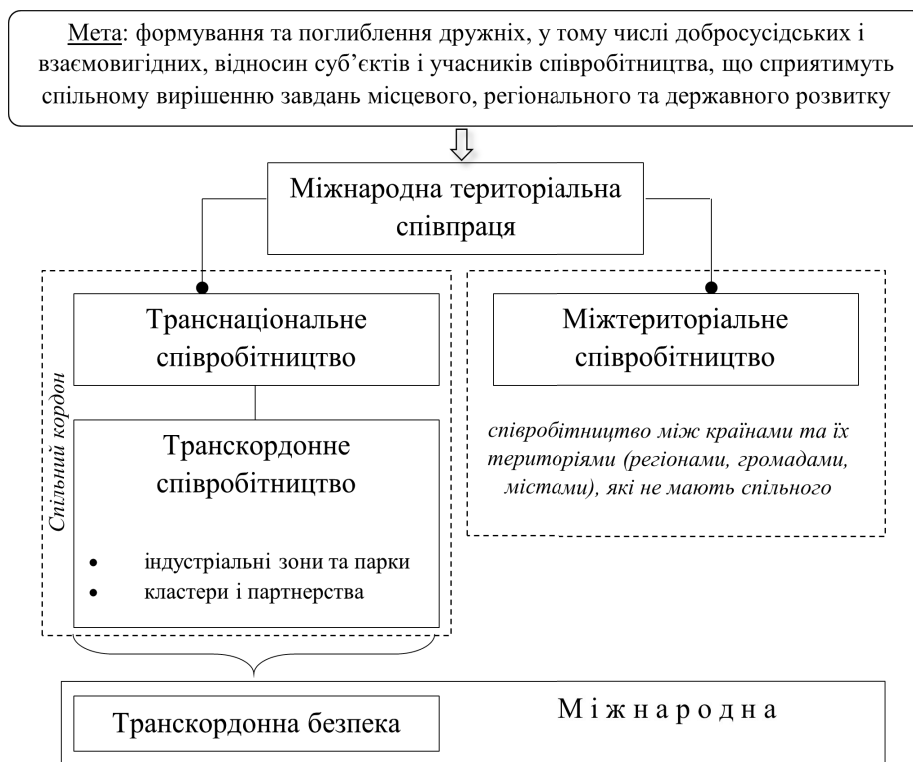 Мета: формування та поглиблення дружніх, у тому числі добросусідських і
взаємовигідних, відносин суб’єктів і учасників співробітництва, що сприятимуть
спільному вирішенню завдань місцевого, регіонального та державного розвитку
Міжнародна територіальна
співпраця
Спільний кордон
Транснаціональне
співробітництво
Транскордонне
співробітництво
• індустріальні зони та парки
• кластери і партнерства
Міжтериторіальне
співробітництво
співробітництво між країнами та їх
територіями (регіонами, громадами,
містами), які не мають спільного
Транскордонна безпека
Міжнародна